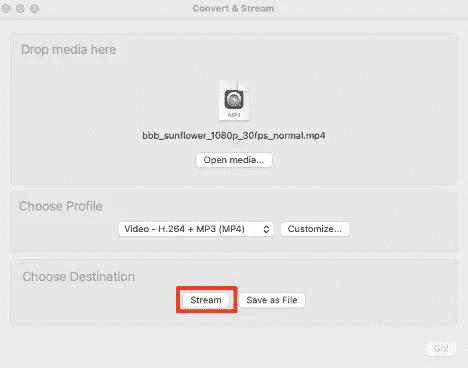 Convert & Stream
Drop media here
MP4
bbb_sunflower_1080p_30fps_normal.mp4
Open media...
Choose Profile
Video - H.264 + MP3 (MP4)
Customize...
Choose Destination
Stream
Save as File
Go!